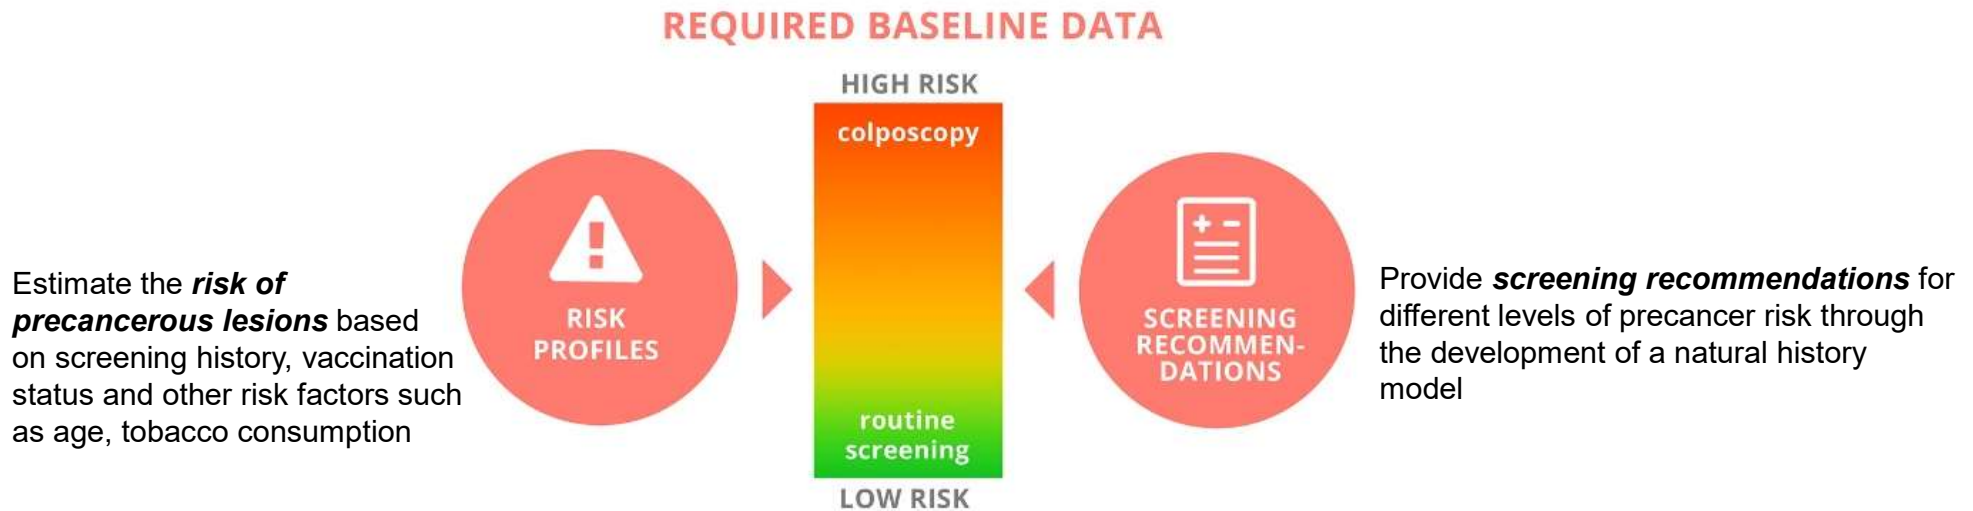 REQUIRED BASELINE DATA
HIGH RISK
colposcopy
Estimate the risk of
precancerous lesions based
on screening history, vaccination
status and other risk factors such
as age, tobacco consumption
RISK
PROFILES
routine
screening
LOW RISK
SCREENING
RECOMMEN-
DATIONS
Provide screening recommendations for
different levels of precancer risk through
the development of a natural history
model